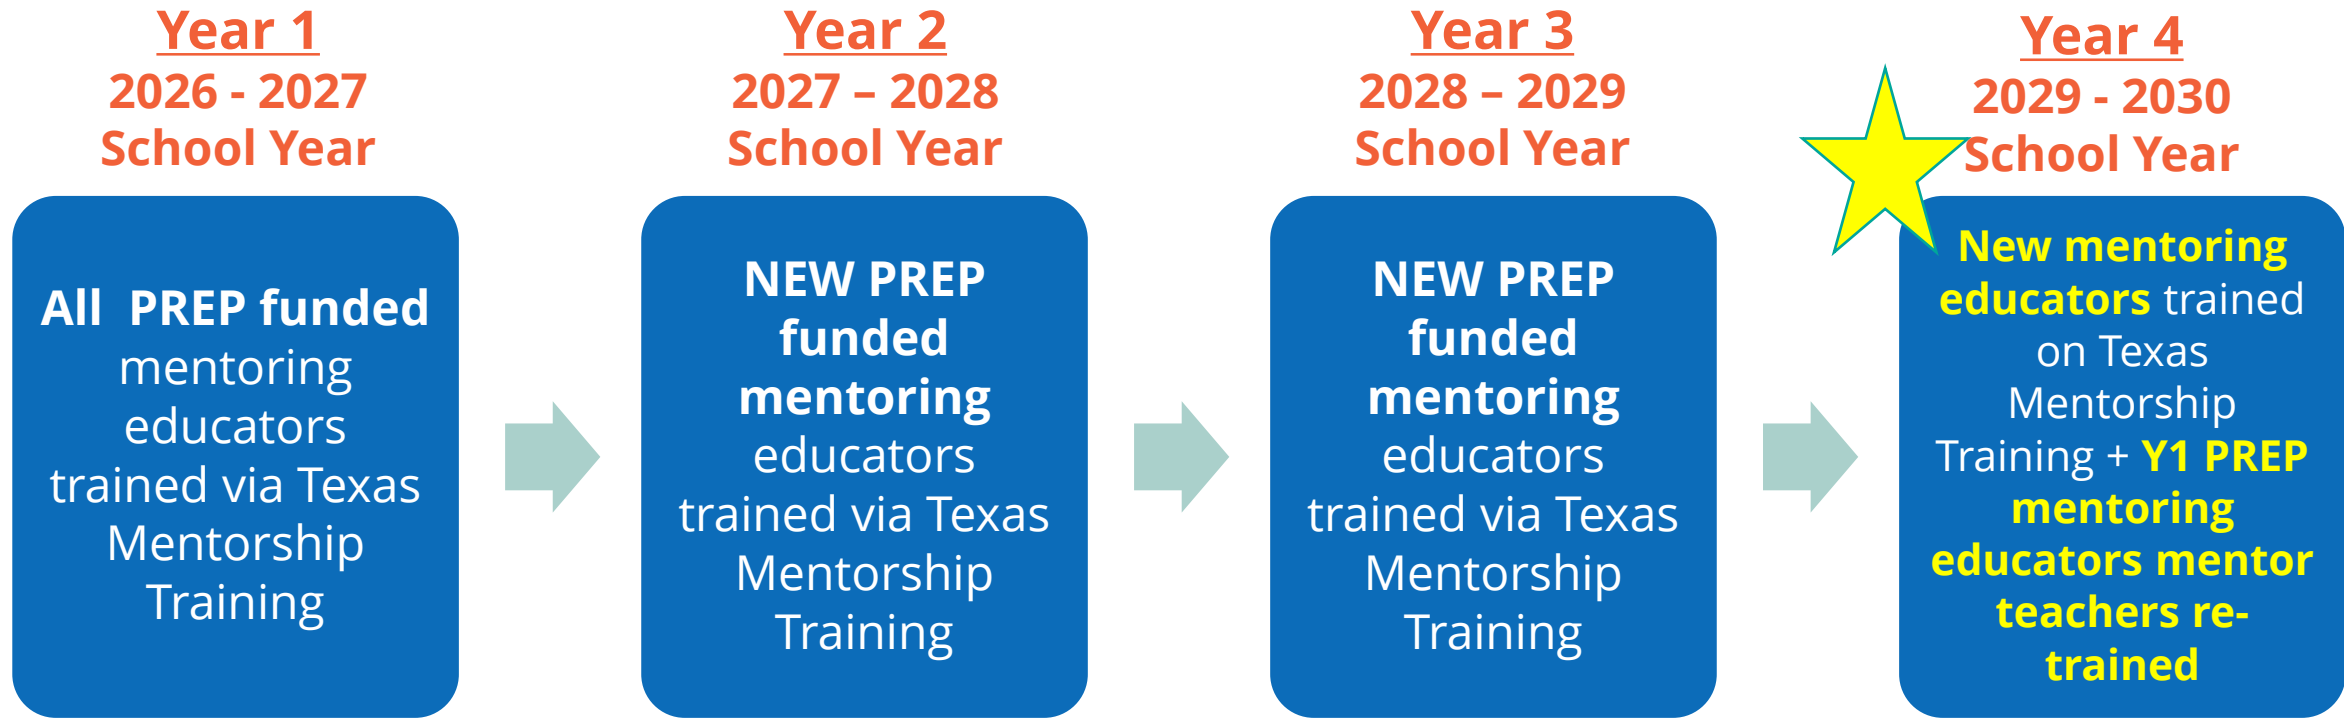 Year 1
2026 - 2027
School Year
All PREP funded
mentoring
educators
trained via Texas
Mentorship
Training
Year 2
2027 – 2028
School Year
NEW PREP
funded
mentoring
educators
trained via Texas
Mentorship
Training
Year 3
2028 – 2029
School Year
NEW PREP
funded
mentoring
educators
trained via Texas
Mentorship
Training
Year 4
2029 - 2030
School Year
New mentoring
educators trained
on Texas
Mentorship
Training + Y1 PREP
mentoring
educators mentor
teachers re-
trained